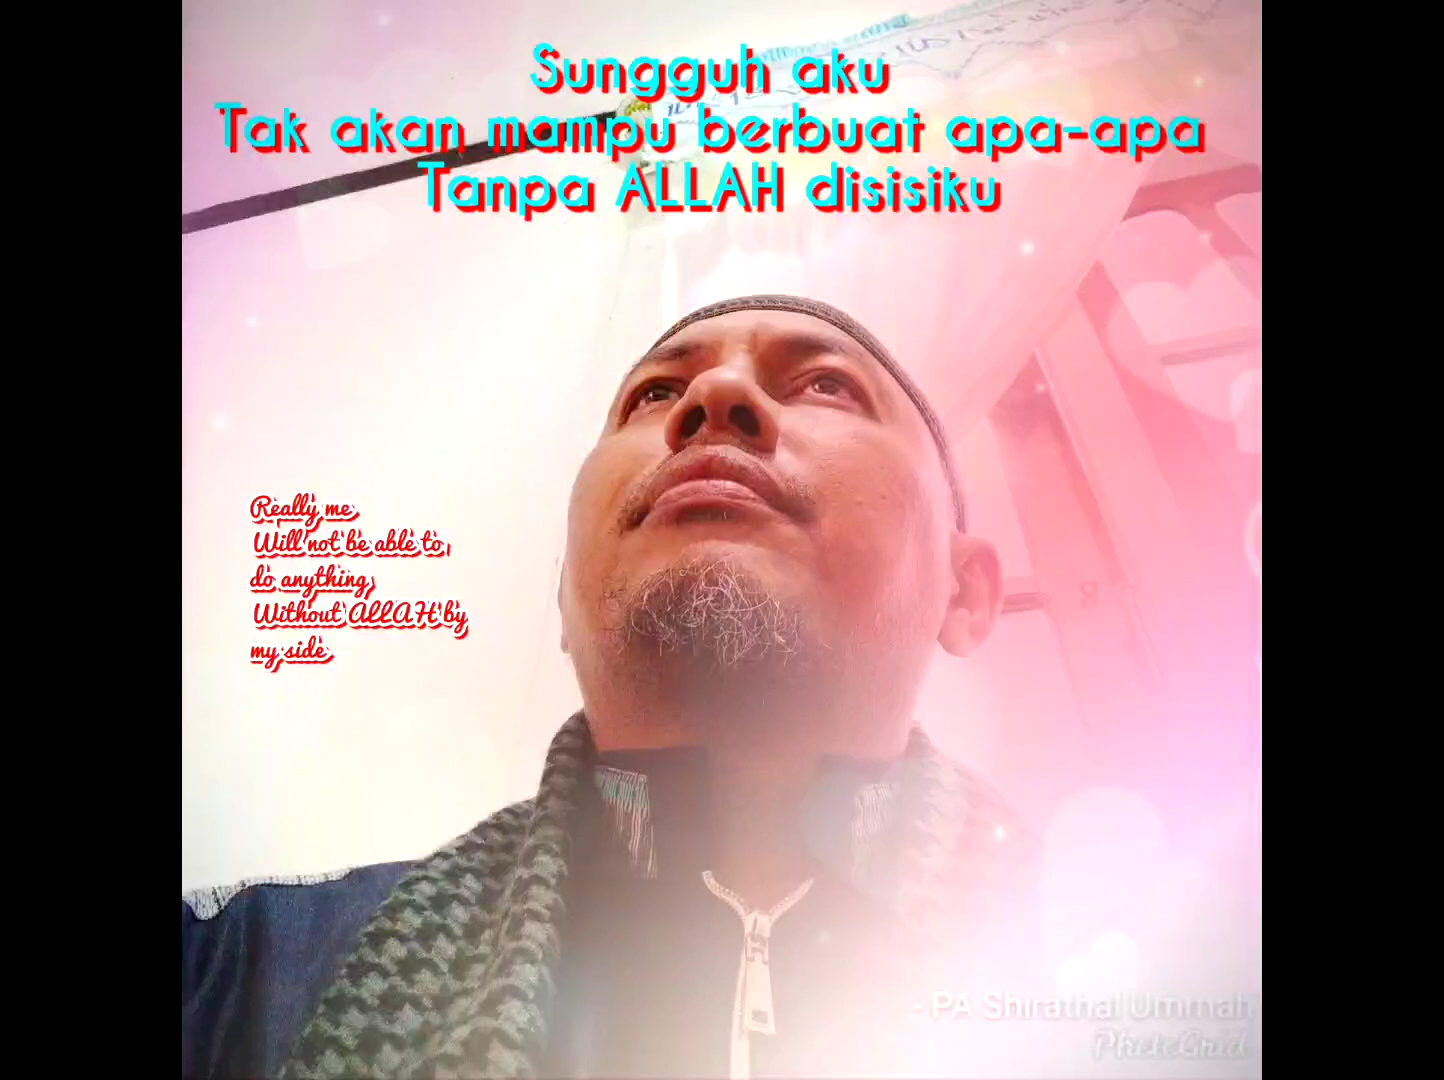 Sungguh aku
Tak akan mampu berbuat apa-apa
Tanpa ALLAH disisiku
Really me
Will not be able to
do anything
Without ALLAH by
my side
- PA Shirathal Ummah
PhotoGrid